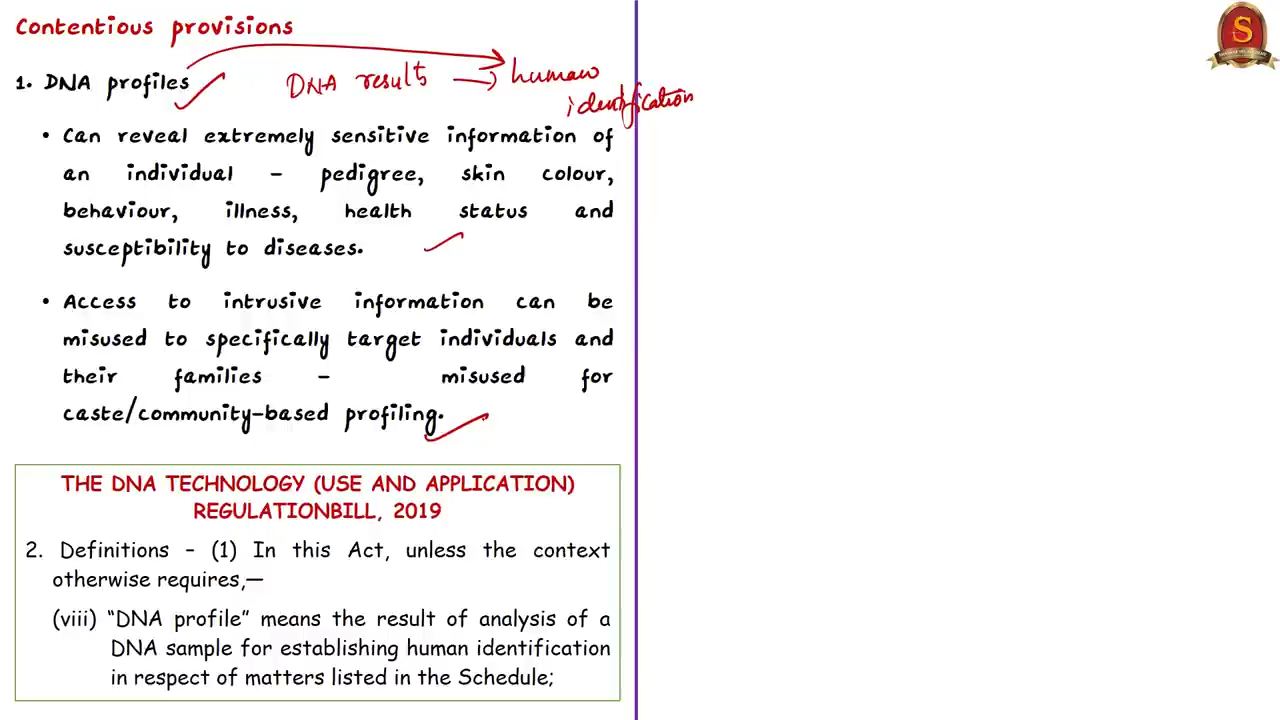 Contentious provisions
1. DNA profiles
DNA result → human
identification
• Can reveal extremely sensitive information of
an individual – pedigree, skin colour,
behaviour, illness, health status and
susceptibility to diseases.
• Access to intrusive information can be
misused to specifically target individuals and
their families – misused for
caste/community-based profiling.
THE DNA TECHNOLOGY (USE AND APPLICATION)
REGULATIONBILL, 2019
2. Definitions – (1) In this Act, unless the context
otherwise requires,—
(viii) “DNA profile” means the result of analysis of a
DNA sample for establishing human identification
in respect of matters listed in the Schedule;
S